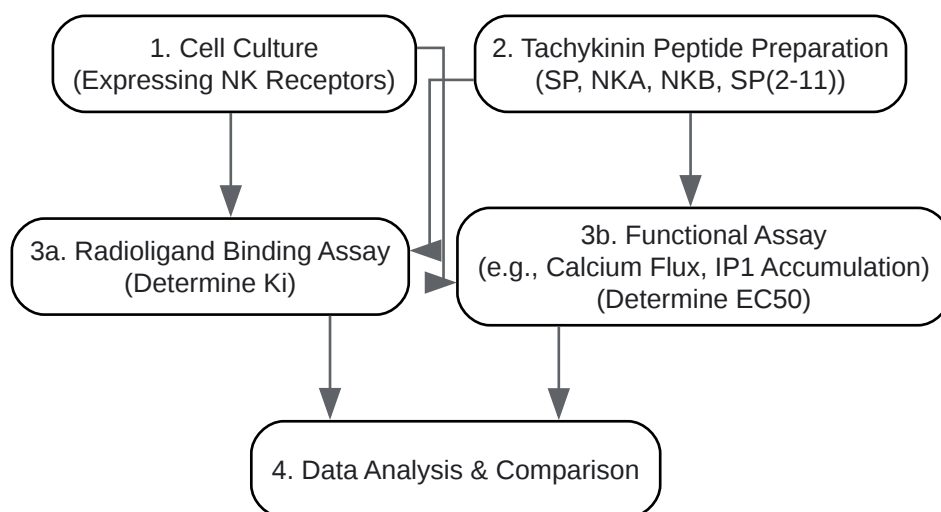 1. Cell Culture
(Expressing NK Receptors)
2. Tachykinin Peptide Preparation
(SP, NKA, NKB, SP(2-11))
3a. Radioligand Binding Assay
(Determine Ki)
3b. Functional Assay
(e.g., Calcium Flux, IP1 Accumulation)
(Determine EC50)
4. Data Analysis & Comparison